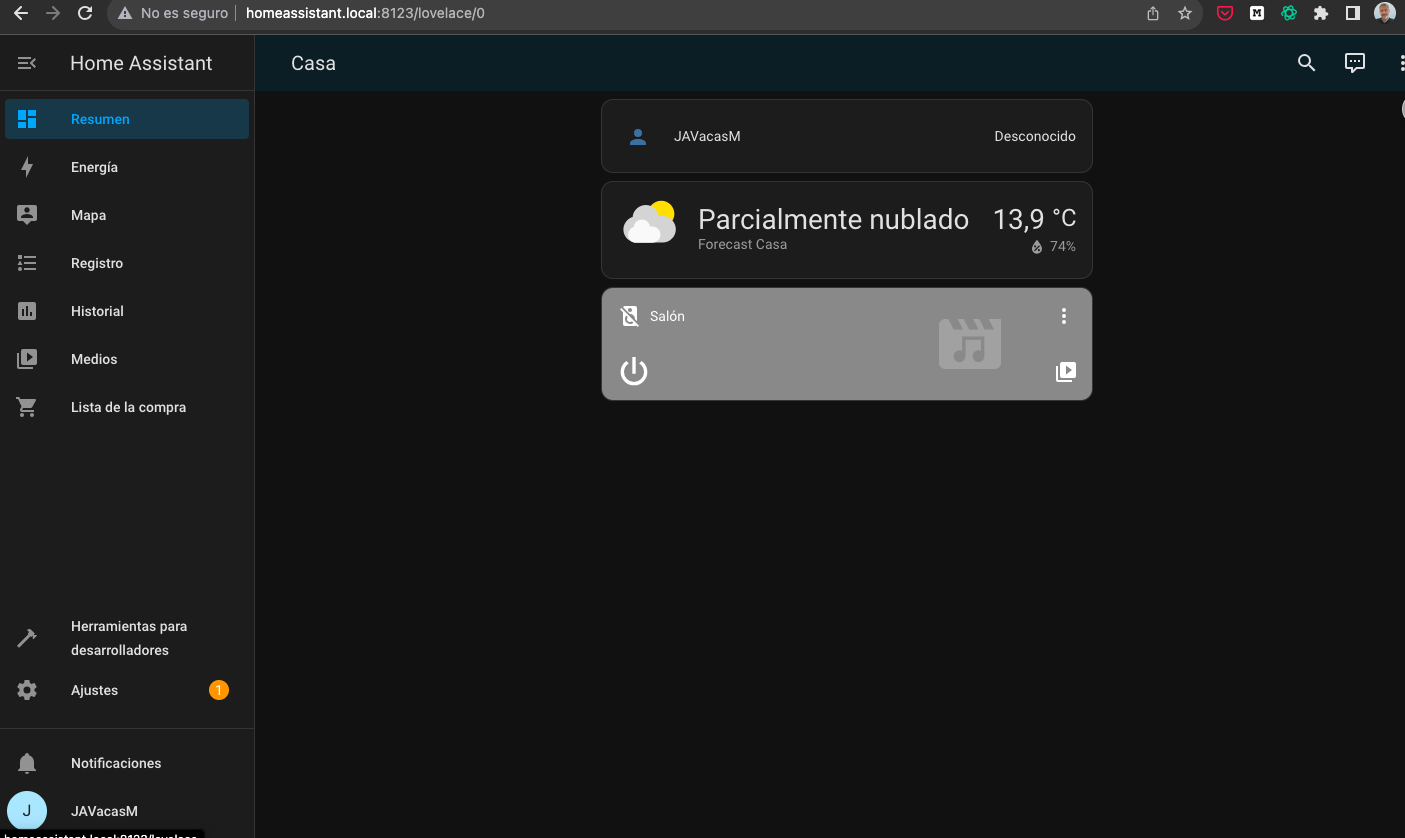 No es seguro
homeassistant.local:8123/lovelace/0
M
Home Assistant
Casa
Resumen
Energía
Mapa
Registro
Historial
Medios
Lista de la compra
JAVacasM
Desconocido
Parcialmente nublado
13,9 °C
Forecast Casa
74%
Salón
Herramientas para
desarrolladores
Ajustes
1
Notificaciones
J
JAVacasM
homeassistant.local:8123/lovelace